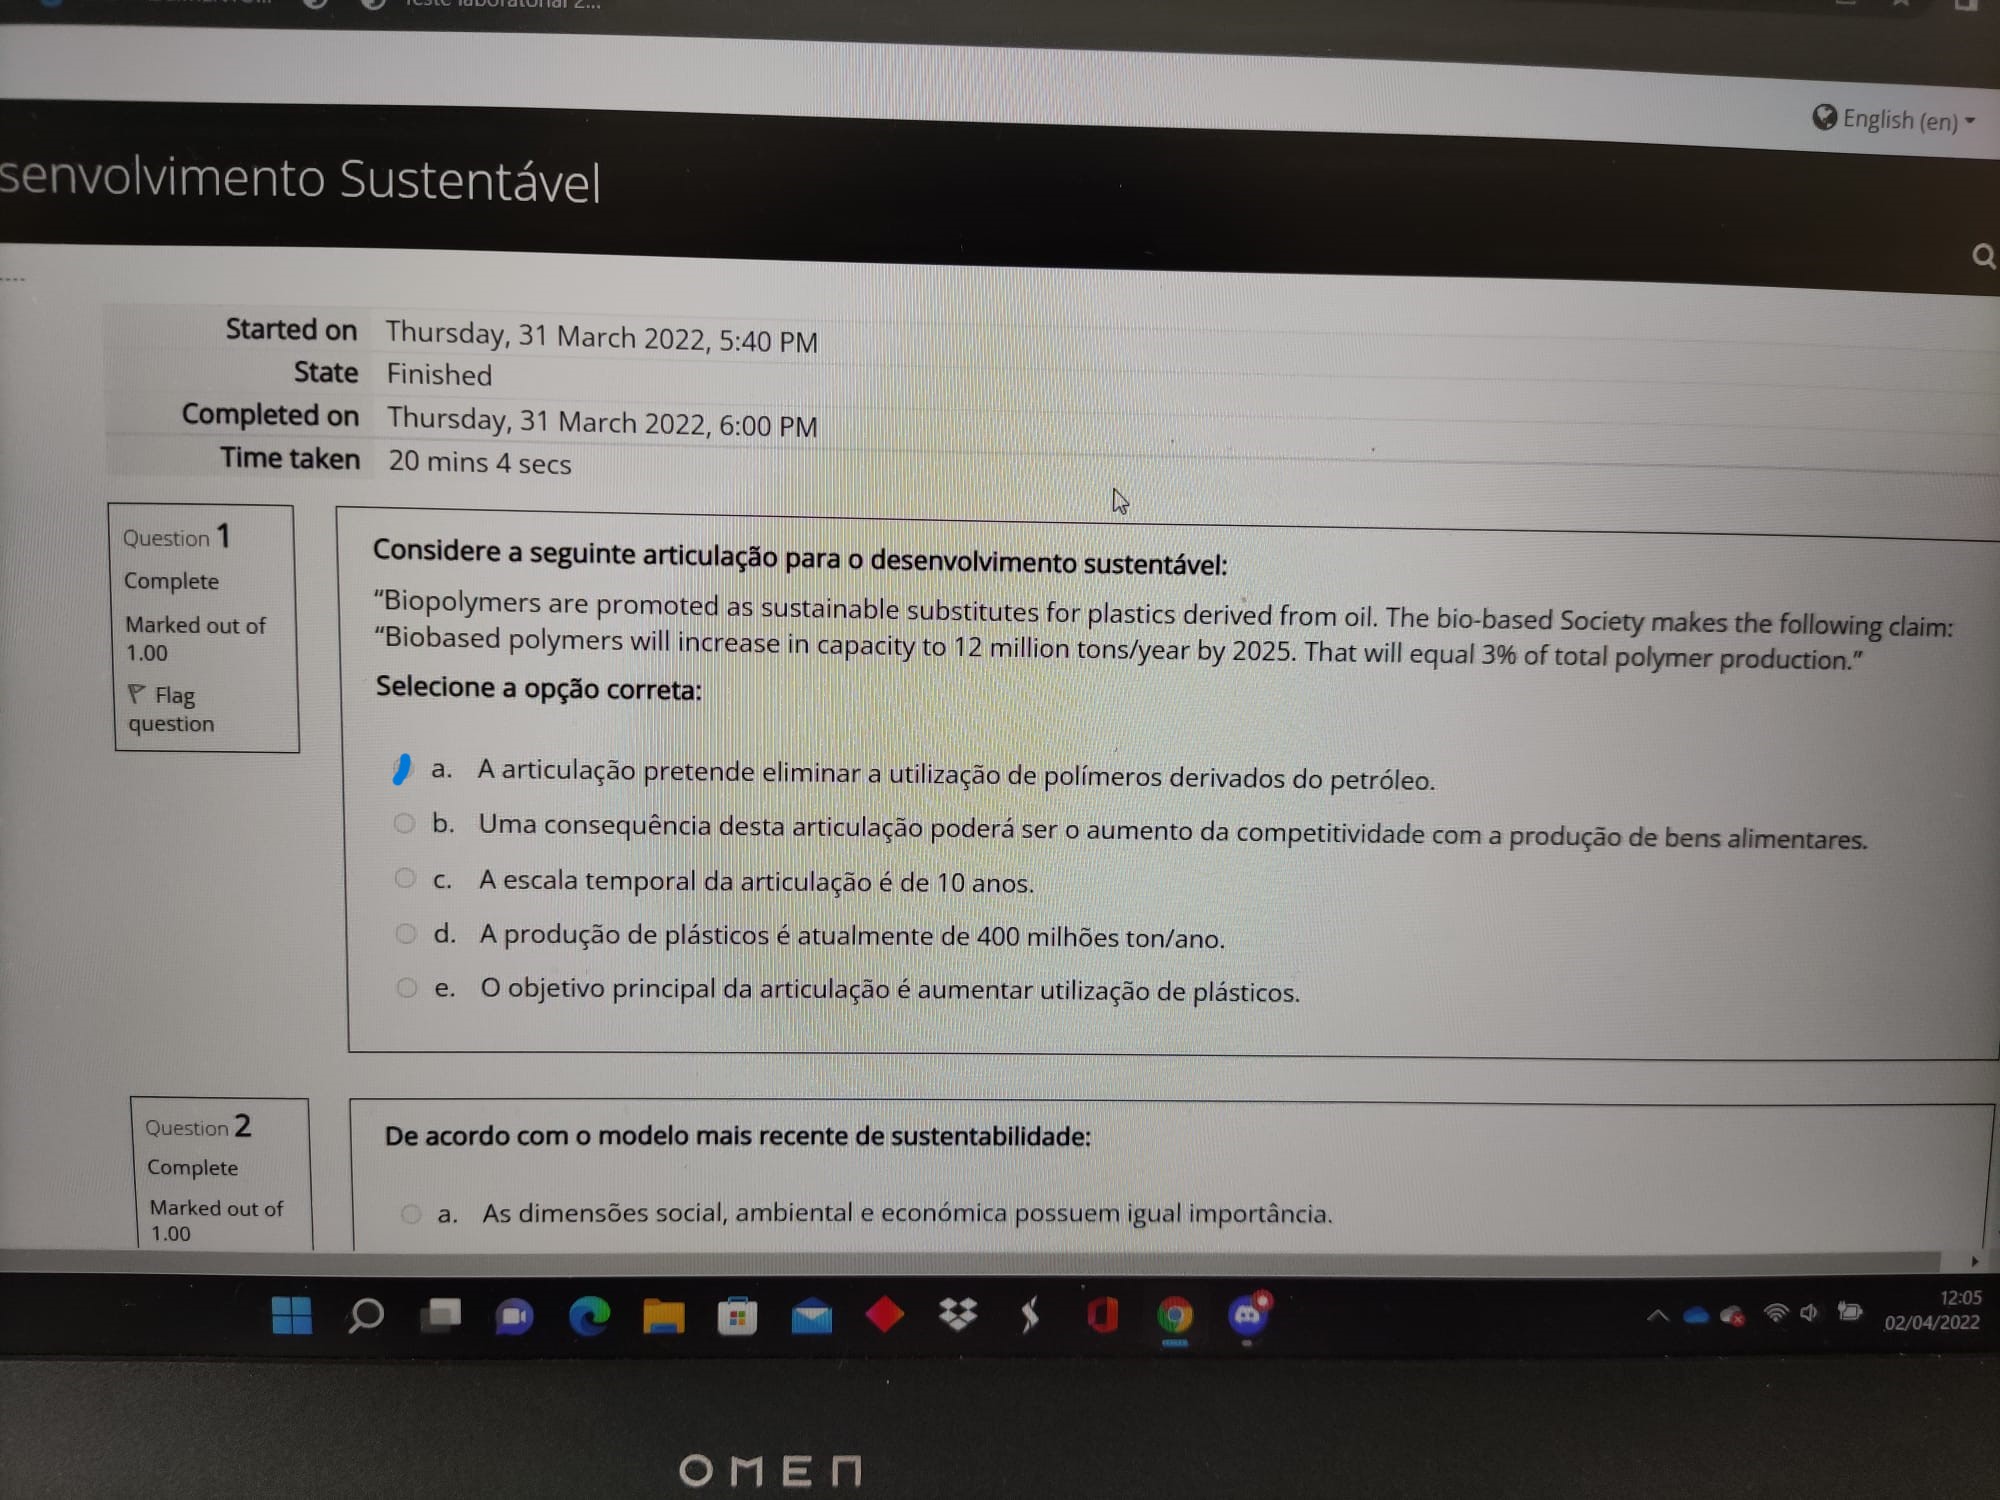 English (en)
senvolvimento Sustentável
Started on Thursday, 31 March 2022, 5:40 PM
State Finished
Completed on Thursday, 31 March 2022, 6:00 PM
Time taken 20 mins 4 secs
Question 1
Complete
Marked out of
1.00
Flag
question
Considere a seguinte articulação para o desenvolvimento sustentável:
“Biopolymers are promoted as sustainable substitutes for plastics derived from oil. The bio-based Society makes the following claim:
“Biobased polymers will increase in capacity to 12 million tons/year by 2025. That will equal 3% of total polymer production.”
Selecione a opção correta:
a. A articulação pretende eliminar a utilização de polímeros derivados do petróleo.
b. Uma consequência desta articulação poderá ser o aumento da competitividade com a produção de bens alimentares.
c. A escala temporal da articulação é de 10 anos.
d. A produção de plásticos é atualmente de 400 milhões ton/ano.
e. O objetivo principal da articulação é aumentar utilização de plásticos.
Question 2
Complete
Marked out of
1.00
De acordo com o modelo mais recente de sustentabilidade:
a. As dimensões social, ambiental e económica possuem igual importância.
12:05
02/04/2022
OMEN